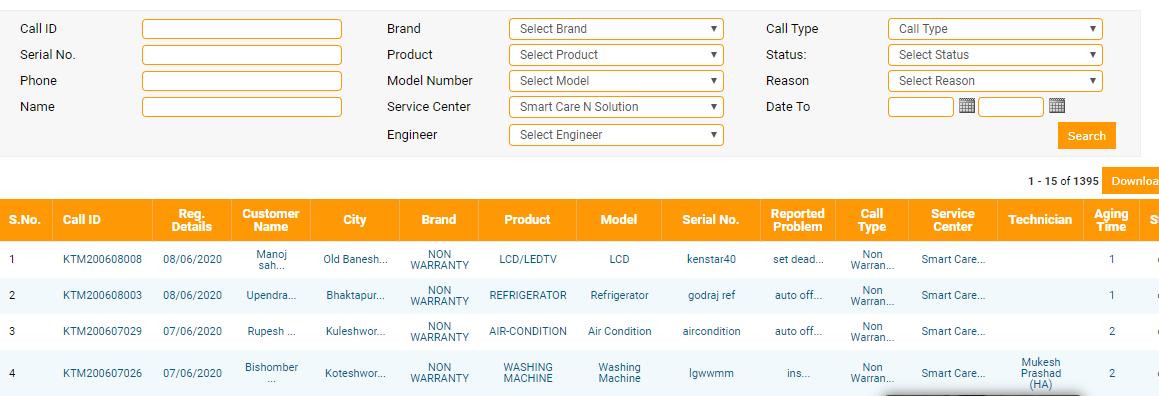 Call ID Brand Select Brand Call Type Call Type
Serial No. Product Select Product Status: Select Status
Phone Model Number Select Model Reason Select Reason
Name Service Center Smart Care N Solution Date To
Engineer Select Engineer Search
1 - 15 of 1395 Downloa
S.No. Call ID Reg. Details Customer Name City Brand Product Model Serial No. Reported Problem Call Type Service Center Technician Aging Time
1 KTM200608008 08/06/2020 Manoj sah... Old Banesh... NON WARRANTY LCD/LEDTV LCD kenstar40 set dead... Non Warran... Smart Care... 1
2 KTM200608003 08/06/2020 Upendra... Bhaktapur... NON WARRANTY REFRIGERATOR Refrigerator godraj ref auto off... Non Warran... Smart Care... 1
3 KTM200607029 07/06/2020 Rupesh ... Kuleshwor... NON WARRANTY AIR-CONDITION Air Condition aircondition auto off... Non Warran... Smart Care... 2
4 KTM200607026 07/06/2020 Bishomber ... Koteshwor... NON WARRANTY WASHING MACHINE Washing Machine lgwwmm ins... Non Warran... Smart Care... Mukesh Prashad (HA) 2